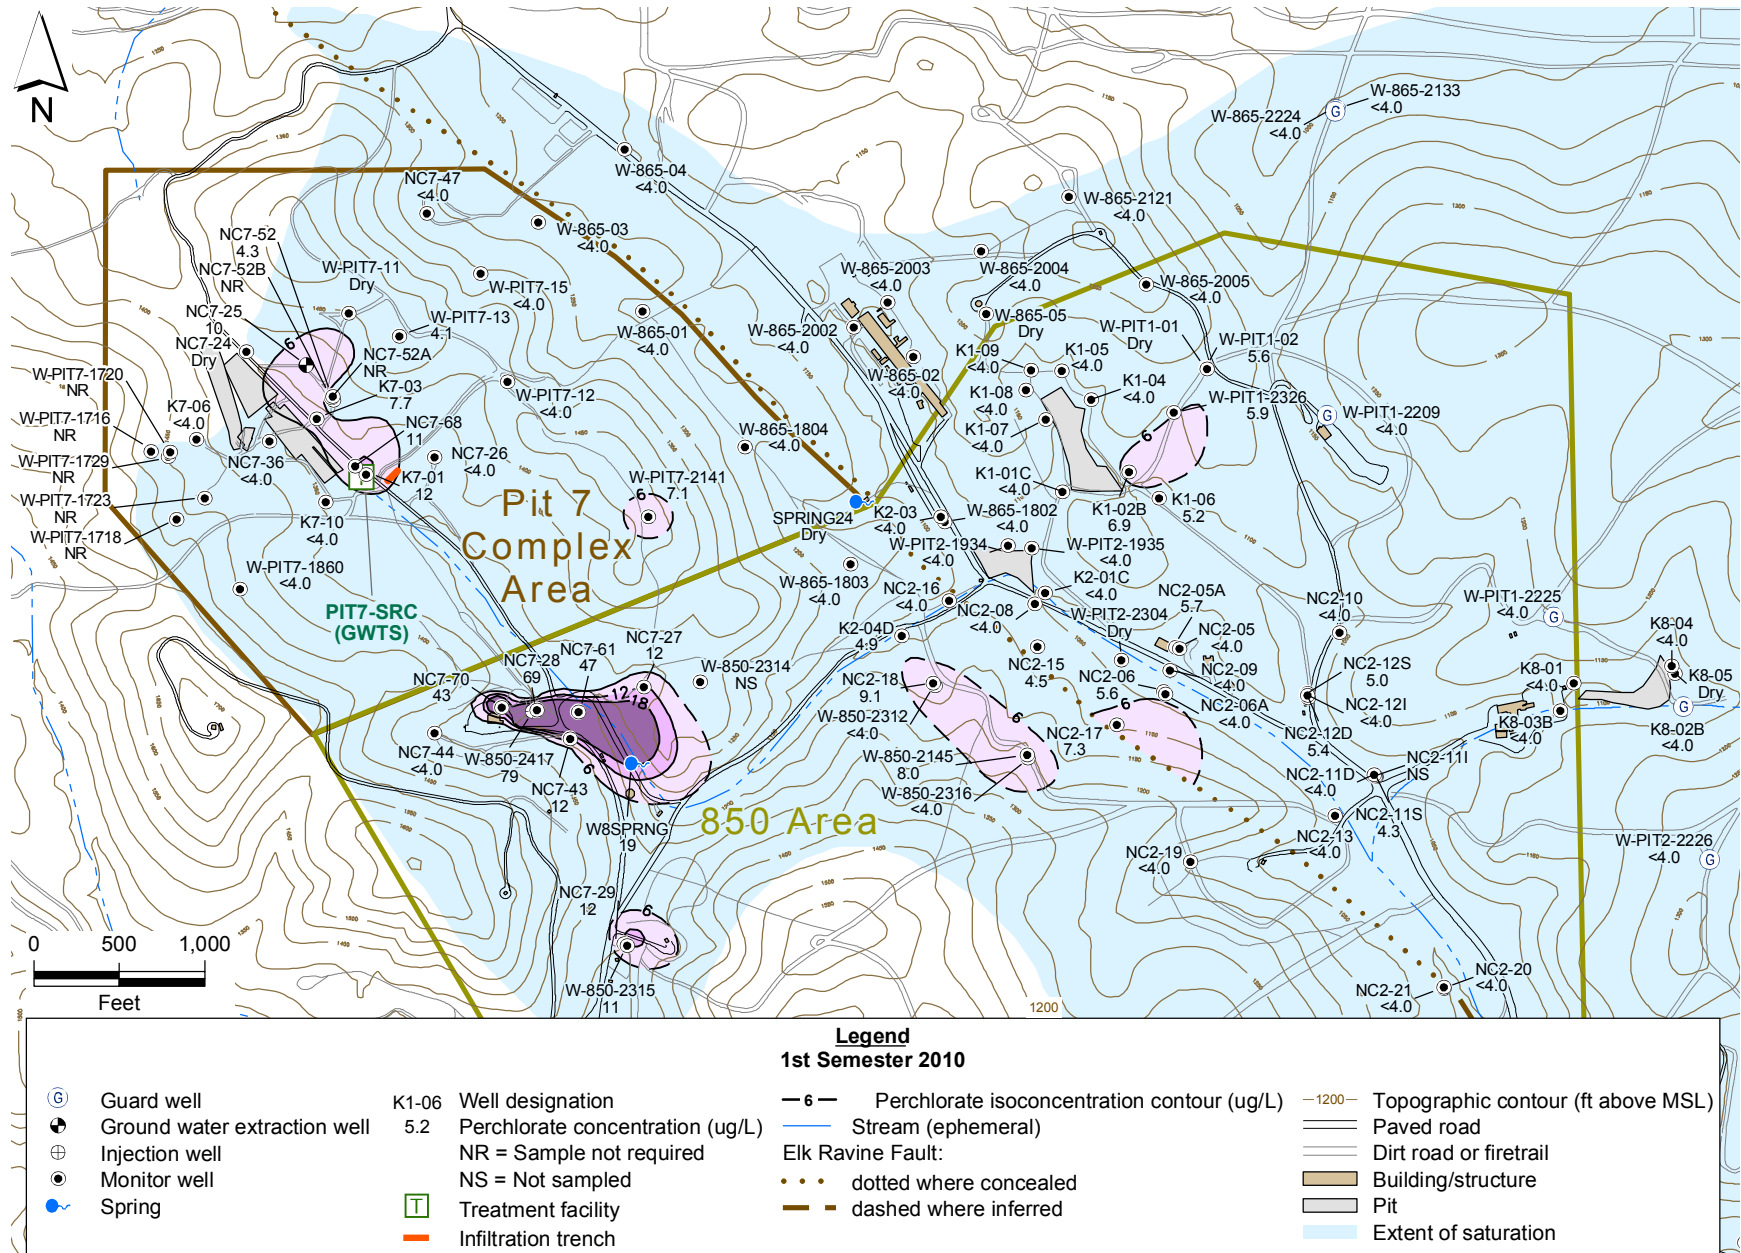 N
W-865-2133
<4.0
W-865-2224
<4.0
W-865-04
<4.0
NC7-47
<4.0
W-865-2121
<4.0
W-865-03
<4.0
NC7-52
4.3
NC7-52B
NR
W-PIT7-11
Dry
W-PIT7-15
<4.0
W-865-2003
<4.0
W-865-2004
<4.0
W-865-2005
<4.0
NC7-25
10
NC7-24
Dry
W-PIT7-13
4.1
W-865-01
<4.0
W-865-2002
<4.0
W-865-05
Dry
W-PIT1-01
Dry
W-PIT1-02
5.6
NC7-52A
NR
K7-03
7.7
W-PIT7-12
<4.0
W-865-02
<4.0
K1-09
<4.0
K1-05
<4.0
K1-08
<4.0
K1-04
<4.0
K1-07
<4.0
W-PIT1-2326
5.9
W-PIT1-2209
<4.0
W-PIT7-1720
NR
K7-06
<4.0
W-PIT7-1716
NR
W-PIT7-1729
NR
W-PIT7-1723
NR
W-PIT7-1718
NR
NC7-36
<4.0
NC7-68
11
NC7-26
<4.0
K7-01
12
K7-10
<4.0
W-865-1804
<4.0
W-PIT7-2141
7.1
K1-01C
<4.0
K1-02B
6.9
K1-06
5.2
Pit 7
Complex
Area
SPRING24
Dry
K2-03
<4.0
W-865-1802
<4.0
W-PIT2-1934
<4.0
W-PIT2-1935
<4.0
W-PIT7-1860
<4.0
PIT7-SRC
(GWTS)
W-865-1803
<4.0
NC2-16
<4.0
NC2-08
<4.0
K2-01C
<4.0
W-PIT2-2304
Dry
NC2-05A
5.7
NC2-05
<4.0
NC2-10
<4.0
W-PIT1-2225
<4.0
K8-04
<4.0
K8-01
<4.0
K8-05
Dry
K8-03B
<4.0
K8-02B
<4.0
K2-04D
4.9
NC7-27
12
NC7-61
47
NC7-28
69
NC7-70
43
W-850-2314
NS
NC2-18
9.1
NC2-15
4.5
NC2-06
5.6
NC2-09
<4.0
NC2-06A
<4.0
NC2-12S
5.0
NC2-12I
<4.0
NC2-12D
5.4
W-850-2312
<4.0
NC2-17
7.3
NC7-44
<4.0
W-850-2417
79
NC7-43
12
W-850-2145
8.0
W-850-2316
<4.0
NC2-11D
<4.0
NC2-11I
NS
NC2-11S
4.3
NC2-13
<4.0
W8SPRNG
19
850 Area
NC2-19
<4.0
W-PIT2-2226
<4.0
NC7-29
12
W-850-2315
11
NC2-20
<4.0
NC2-21
<4.0
0 500 1,000
Feet
1200
Legend
1st Semester 2010
G Guard well
Ground water extraction well
Injection well
Monitor well
Spring
K1-06 Well designation
5.2 Perchlorate concentration (ug/L)
NR = Sample not required
NS = Not sampled
T Treatment facility
Infiltration trench
6 Perchlorate isoconcentration contour (ug/L)
Stream (ephemeral)
Elk Ravine Fault:
dotted where concealed
dashed where inferred
1200 Topographic contour (ft above MSL)
Paved road
Dirt road or firetrail
Building/structure
Pit
Extent of saturation